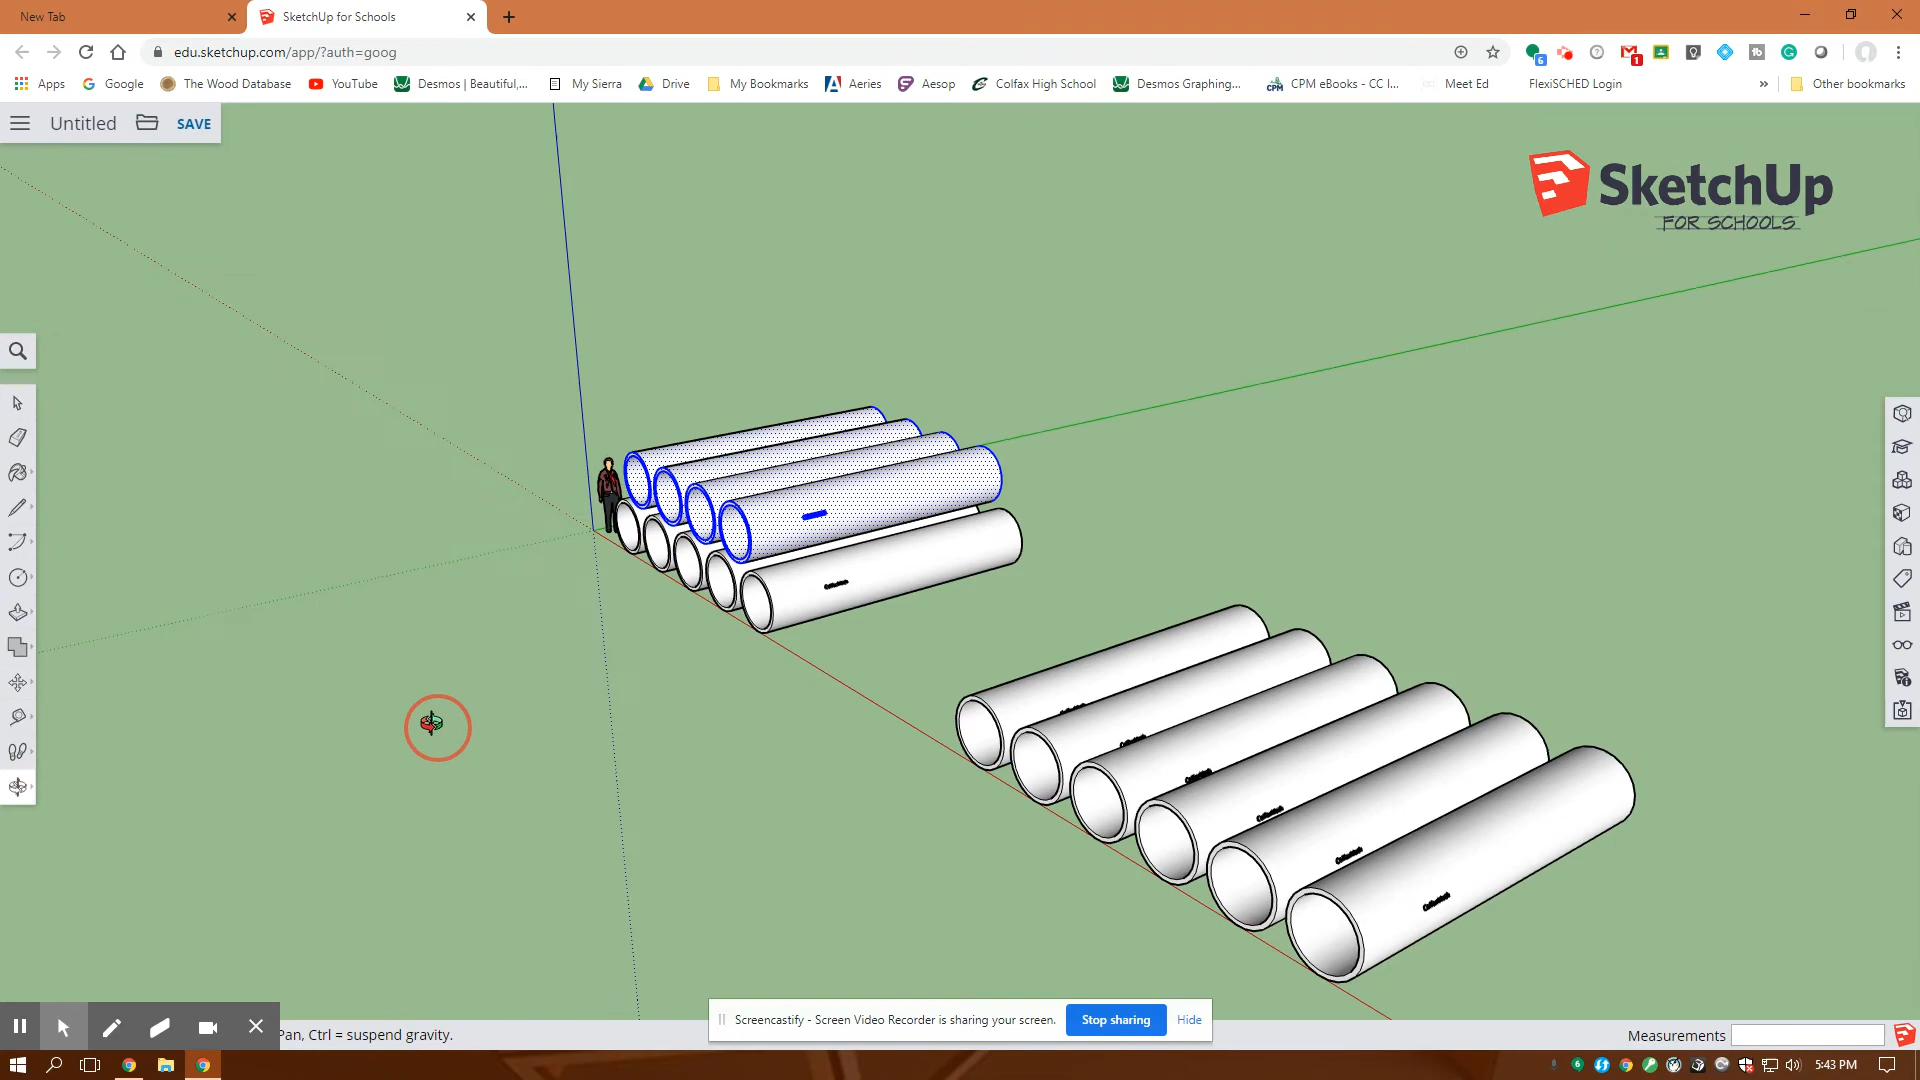 New Tab
SketchUp for Schools
edu.sketchup.com/app/?auth=goog
6
1
Apps
Google
The Wood Database
YouTube
Desmos | Beautiful,...
My Sierra
Drive
My Bookmarks
Aeries
Aesop
Colfax High School
Desmos Graphing...
CPM
CPM eBooks - CC I...
Meet Ed
FlexiSCHED Login
»
Other bookmarks
Untitled
SAVE
SketchUp
FOR SCHOOLS
Screencastify - Screen Video Recorder is sharing your screen.
Stop sharing
Hide
Pan, Ctrl = suspend gravity.
Measurements
5:43 PM